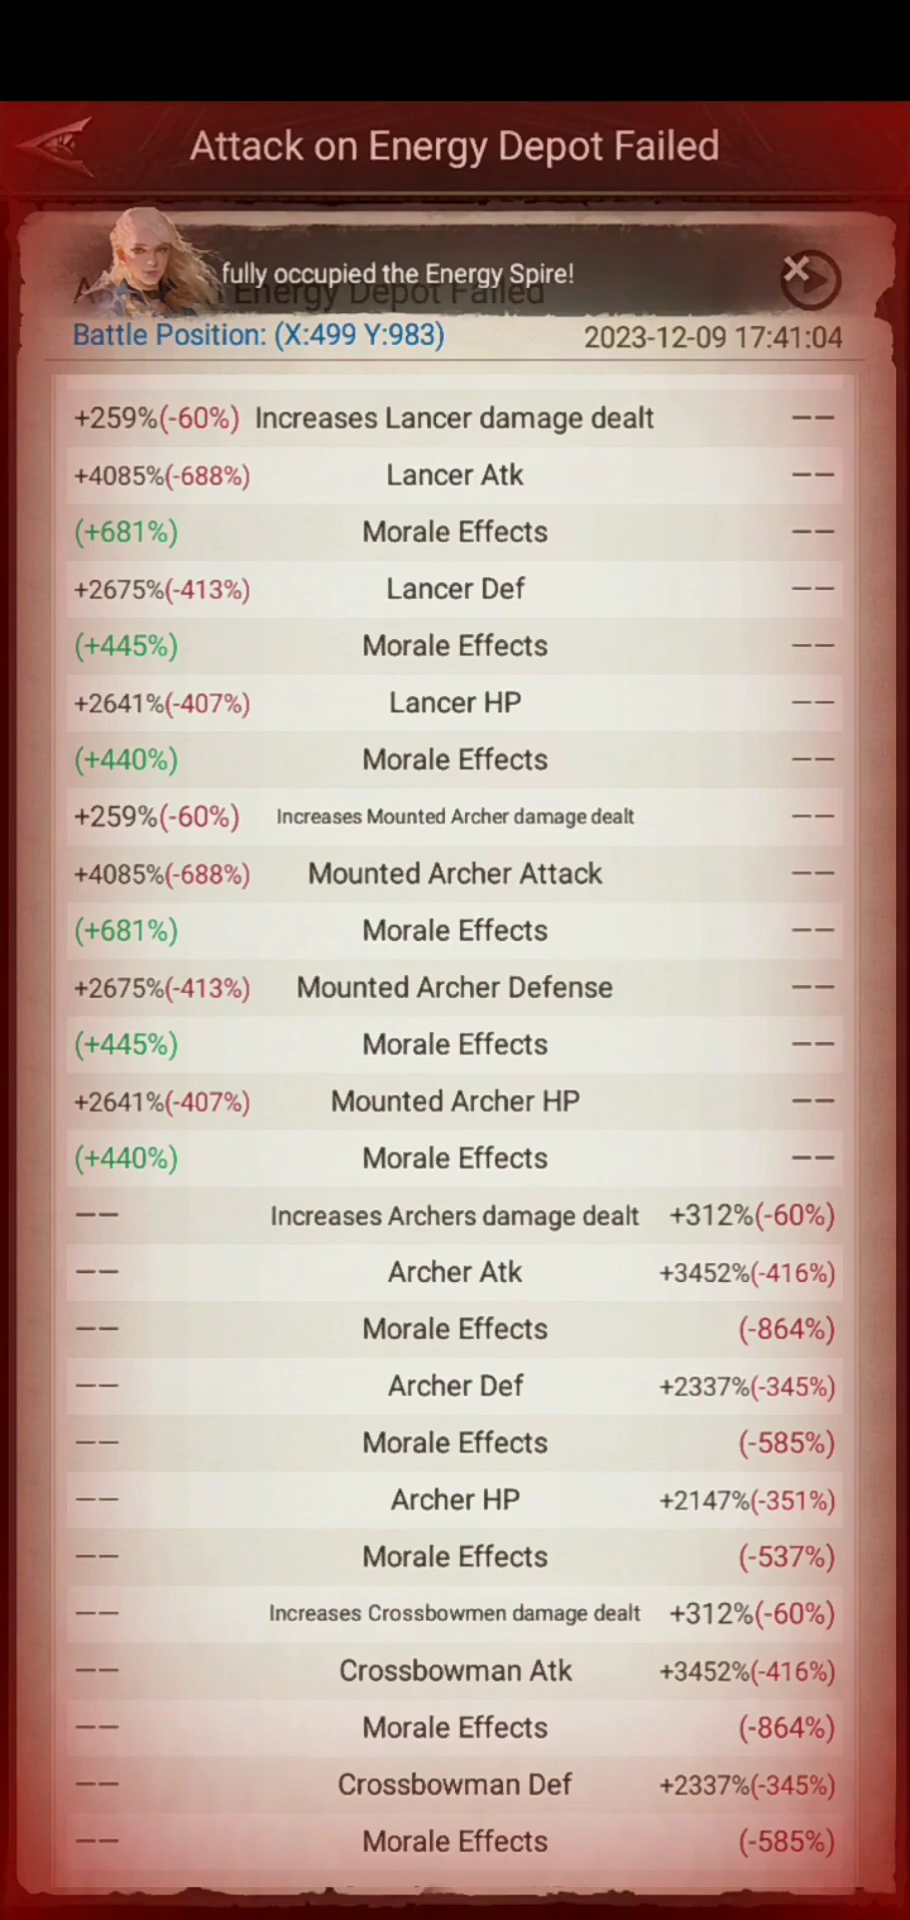 Attack on Energy Depot Failed
fully occupied the Energy Spire!
Energy Depot Failed
Battle Position: (X:499 Y:983) 2023-12-09 17:41:04
+259%(-60%) Increases Lancer damage dealt --
+4085%(-688%) Lancer Atk --
(+681%) Morale Effects --
+2675%(-413%) Lancer Def --
(+445%) Morale Effects --
+2641%(-407%) Lancer HP --
(+440%) Morale Effects --
+259%(-60%) Increases Mounted Archer damage dealt --
+4085%(-688%) Mounted Archer Attack --
(+681%) Morale Effects --
+2675%(-413%) Mounted Archer Defense --
(+445%) Morale Effects --
+2641%(-407%) Mounted Archer HP --
(+440%) Morale Effects --
-- Increases Archers damage dealt +312%(-60%)
-- Archer Atk +3452%(-416%)
-- Morale Effects (-864%)
-- Archer Def +2337%(-345%)
-- Morale Effects (-585%)
-- Archer HP +2147%(-351%)
-- Morale Effects (-537%)
-- Increases Crossbowmen damage dealt +312%(-60%)
-- Crossbowman Atk +3452%(-416%)
-- Morale Effects (-864%)
-- Crossbowman Def +2337%(-345%)
-- Morale Effects (-585%)